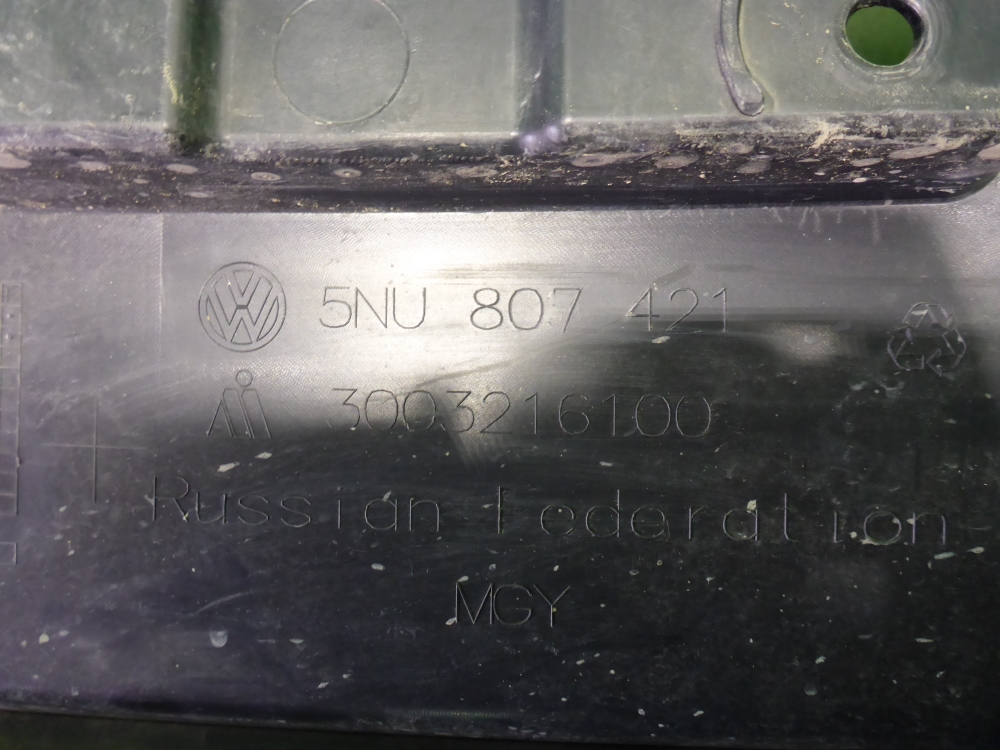 5NU 807 421
3003216100
Russian federation
MGY